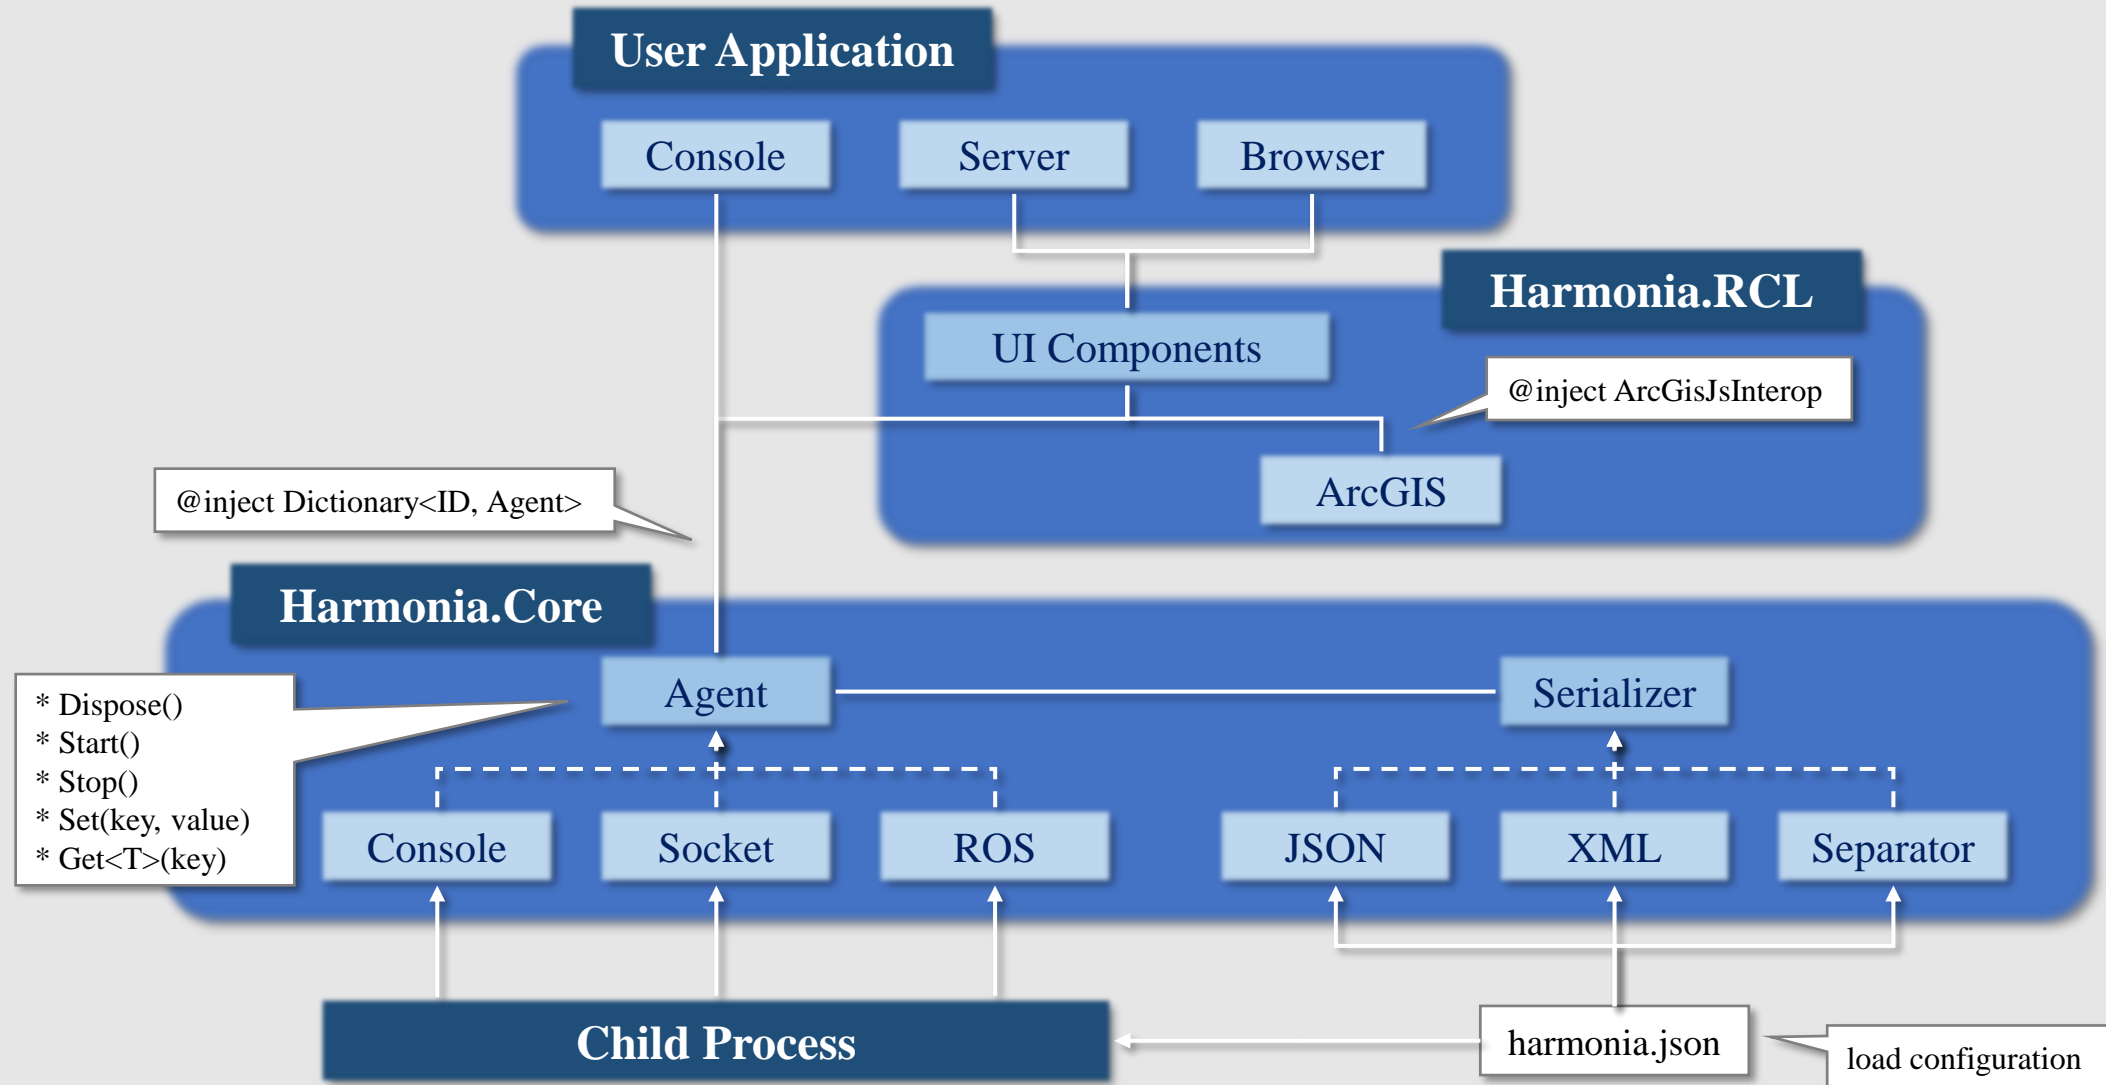 User Application
Console
Server
Browser
Harmonia.RCL
UI Components
@inject ArcGisJsInterop
ArcGIS
@inject Dictionary<ID, Agent>
Harmonia.Core
Agent
Serializer
* Dispose()
* Start()
* Stop()
* Set(key, value)
* Get<T>(key)
Console
Socket
ROS
JSON
XML
Separator
Child Process
harmonia.json
load configuration